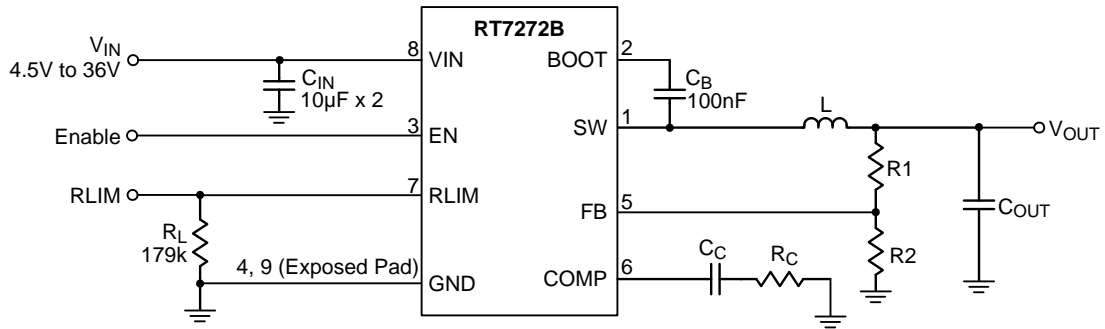 RT7272B
VIN
4.5V to 36V
8
VIN
CIN
10µF x 2
Enable
3
EN
RLIM
7
RLIM
RL
179k
4, 9 (Exposed Pad)
GND
BOOT
2
CB
100nF
SW
1
L
VOUT
R1
FB
5
COUT
R2
COMP
6
CC
RC